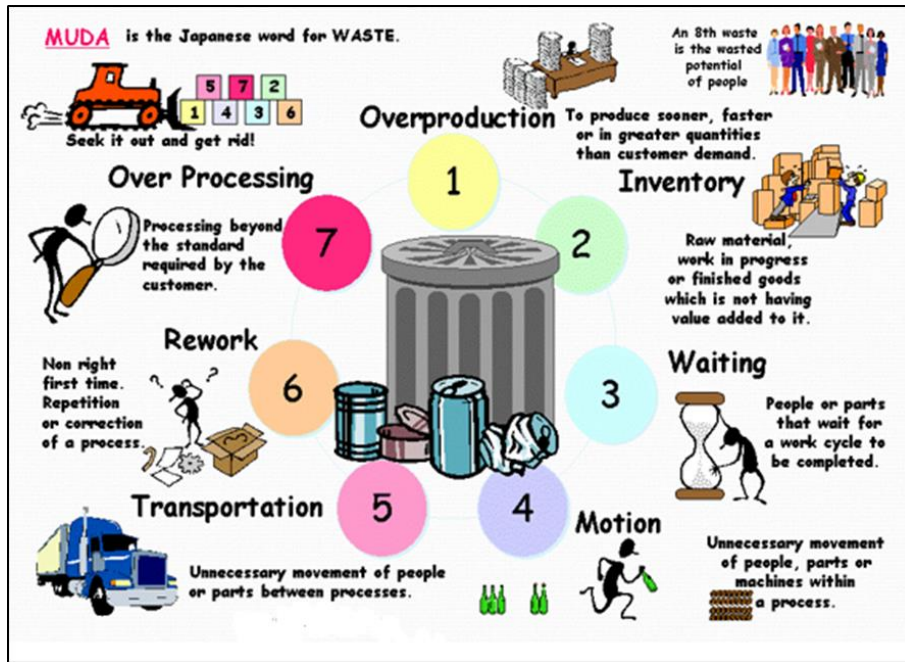 MUDA is the Japanese word for WASTE.
5 7 2
1 4 3 6
Seek it out and get rid!
An 8th waste
is the wasted
potential
of people
Overproduction
To produce sooner, faster
or in greater quantities
than customer demand.
1
Inventory
2
Raw material,
work in progress
or finished goods
which is not having
value added to it.
Waiting
3
People or parts
that wait for
a work cycle to
be completed.
Motion
4
Unnecessary movement
of people, parts or
machines within
a process.
Transportation
5
Unnecessary movement of people
or parts between processes.
Rework
6
Non right
first time.
Repetition
or correction
of a process.
? ?
Over Processing
7
Processing beyond
the standard
required by the
customer.